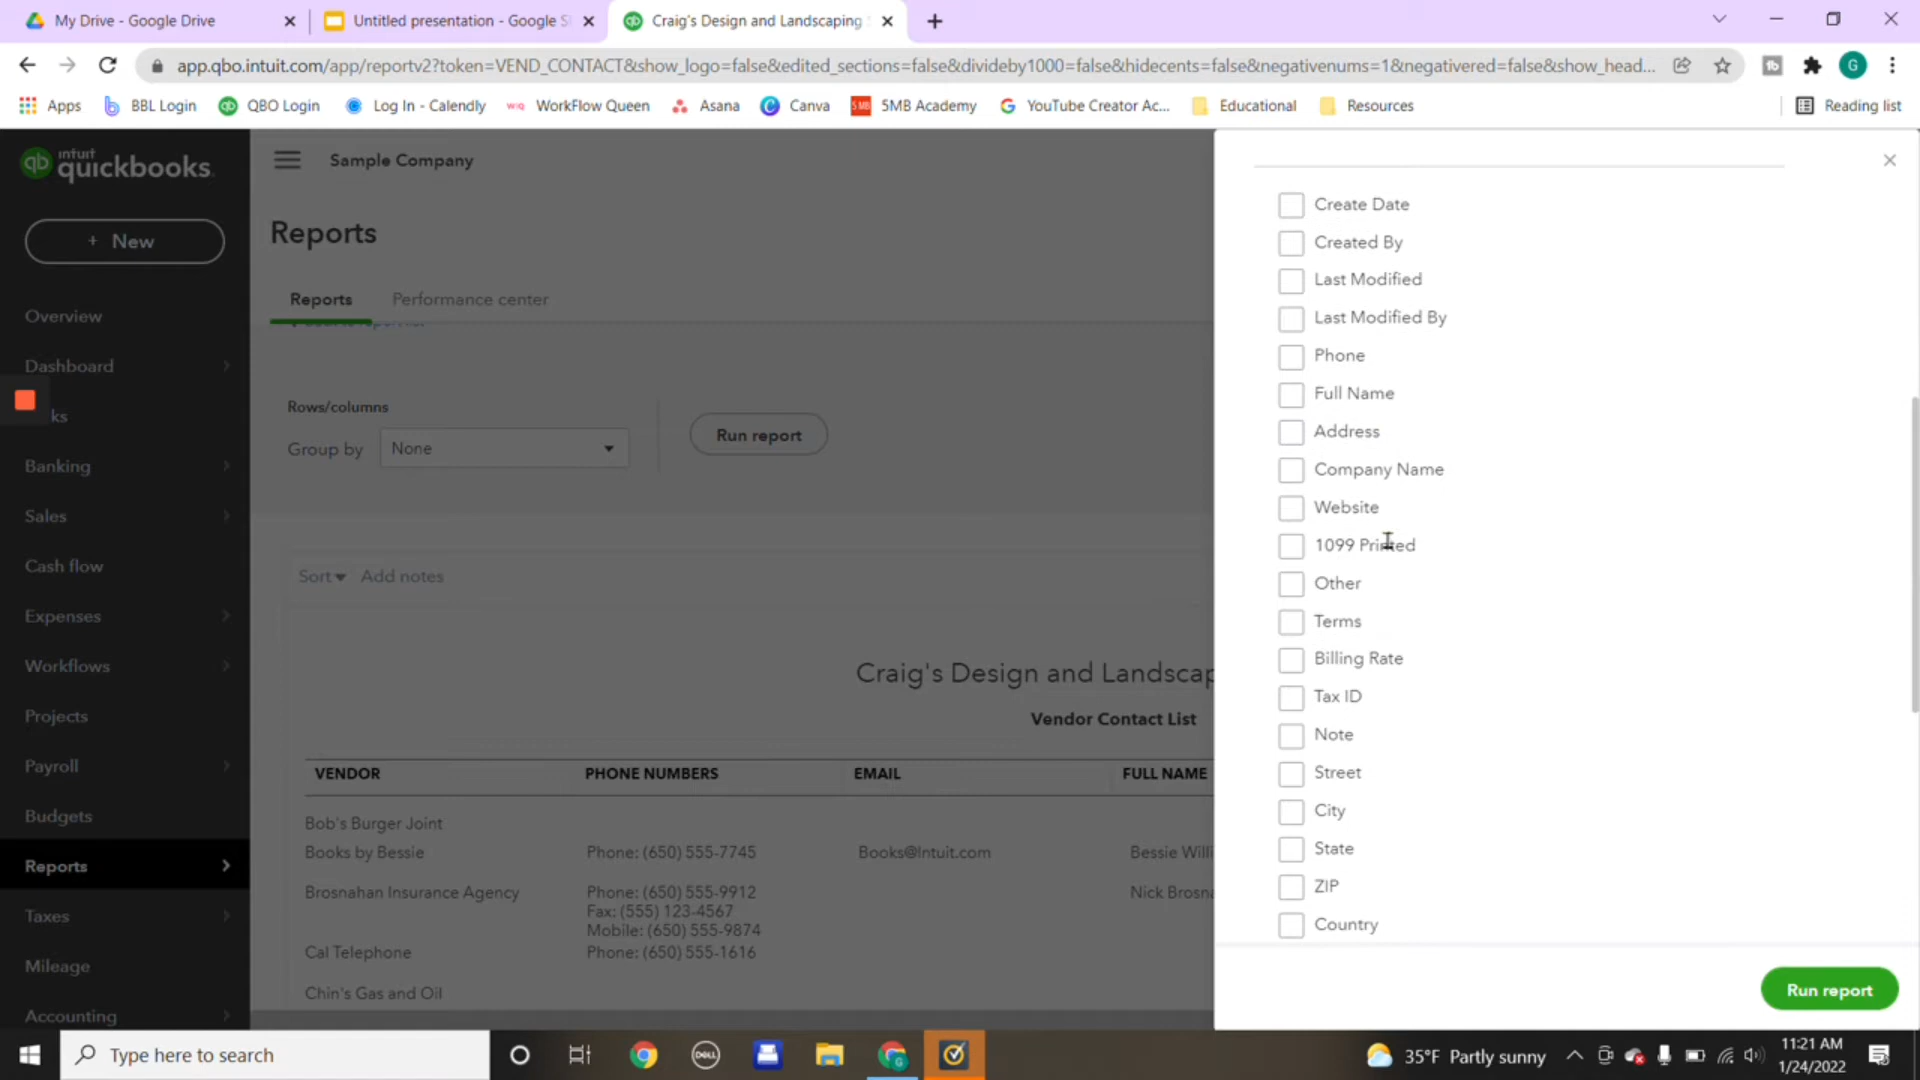 My Drive - Google Drive
Untitled presentation - Google S
Craig's Design and Landscaping
app.qbo.intuit.com/app/reportv2?token=VEND_CONTACT&show_logo=false&edited_sections=false&divideby1000=false&hidecents=false&negativenums=1&negativered=false&show_head...
G
Apps
BBL Login
QBO Login
Log In - Calendly
WorkFlow Queen
Asana
Canva
5MB Academy
YouTube Creator Ac...
Educational
Resources
Reading list
intuit
quickbooks.
Sample Company
+ New
Reports
Reports
Performance center
Overview
Dashboard
ks
Banking
Sales
Cash flow
Expenses
Workflows
Projects
Payroll
Budgets
Reports
Taxes
Mileage
Accounting
Rows/columns
Group by
None
Run report
Sort
Add notes
Craig's Design and Landscap
Vendor Contact List
VENDOR
PHONE NUMBERS
EMAIL
FULL NAME
Bob's Burger Joint
Books by Bessie
Phone: (650) 555-7745
Books@Intuit.com
Bessie Willi
Brosnahan Insurance Agency
Phone: (650) 555-9912
Nick Brosna
Fax: (555) 123-4567
Mobile: (650) 555-9874
Cal Telephone
Phone: (650) 555-1616
Chin's Gas and Oil
Create Date
Created By
Last Modified
Last Modified By
Phone
Full Name
Address
Company Name
Website
1099 Printed
Other
Terms
Billing Rate
Tax ID
Note
Street
City
State
ZIP
Country
Run report
Type here to search
DELL
35°F Partly sunny
11:21 AM
1/24/2022